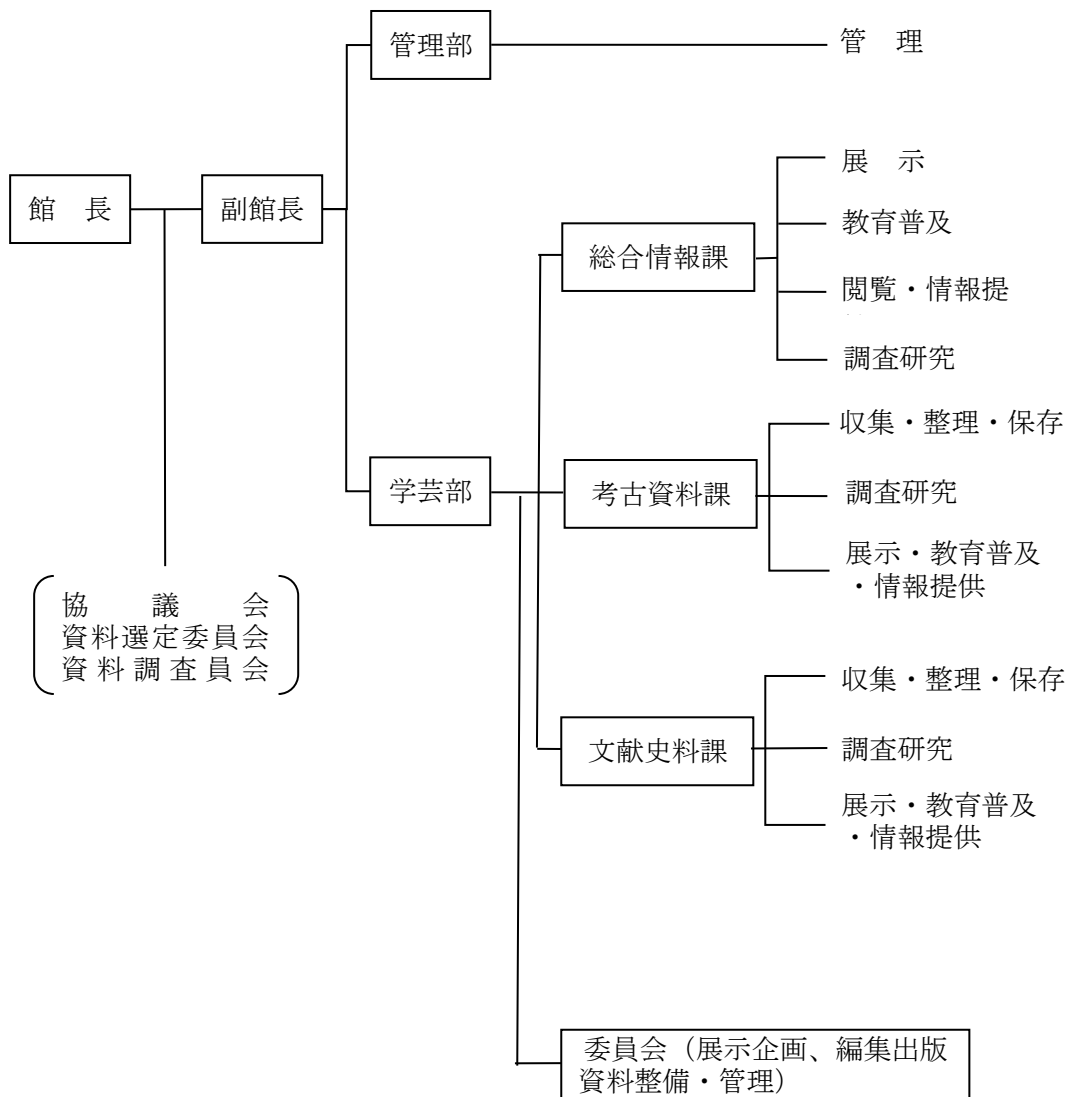 管理部
管 理
館 長
副館長
総合情報課
展 示
教育普及
閲覧・情報提
調査研究
学芸部
考古資料課
収集・整理・保存
調査研究
展示・教育普及
・情報提供
協 議 会
資料選定委員会
資料調査員会
文献史料課
収集・整理・保存
調査研究
展示・教育普及
・情報提供
委員会（展示企画、編集出版
資料整備・管理）